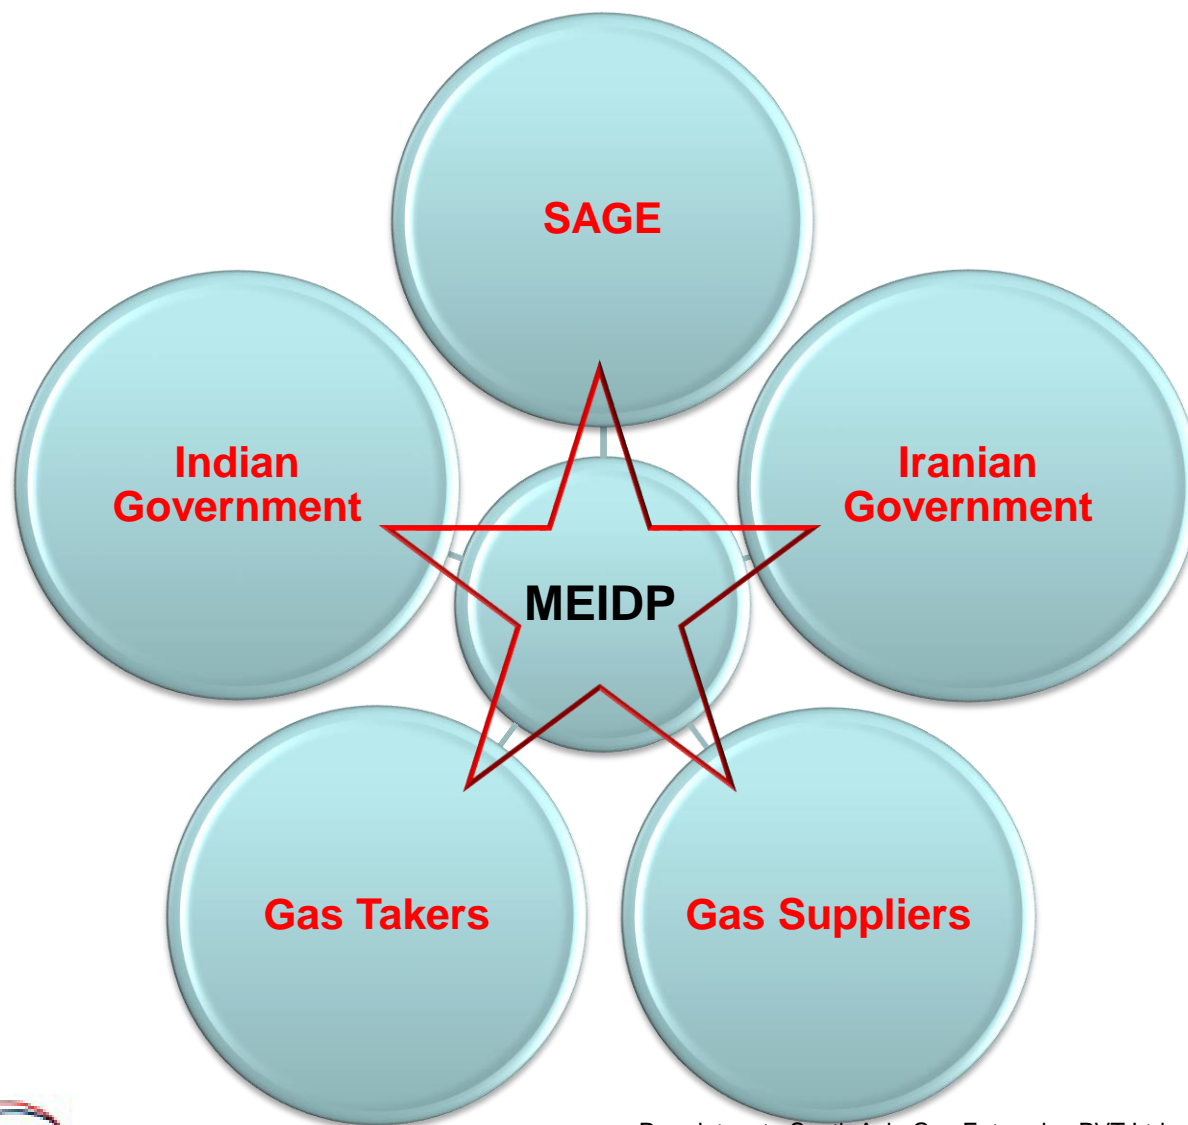 SAGE
Indian
Government
Iranian
Government
MEIDP
Gas Takers
Gas Suppliers